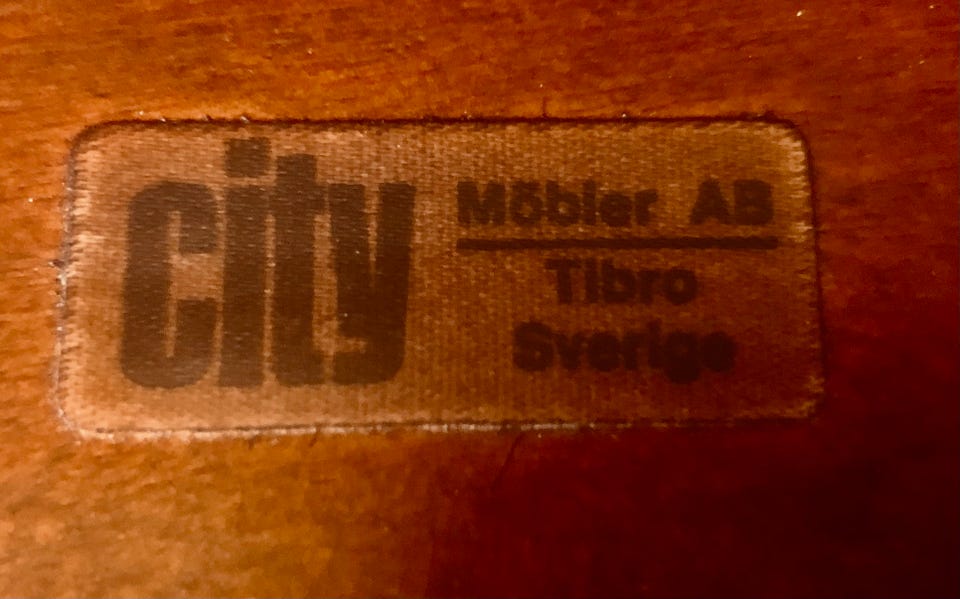 city
Möbler AB
Tibro
Sverige